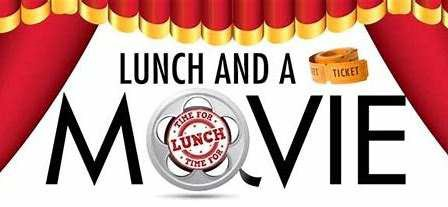 LUNCH AND A
TICKET
MOVIE
TIME FOR
LUNCH
TIME FOR